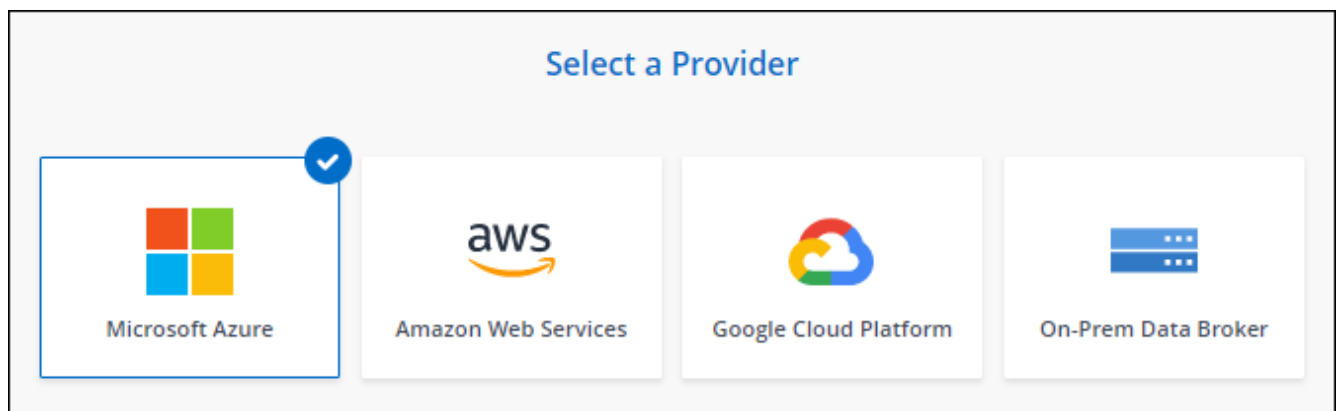 Select a Provider
aws
Microsoft Azure
Amazon Web Services
Google Cloud Platform
On-Prem Data Broker